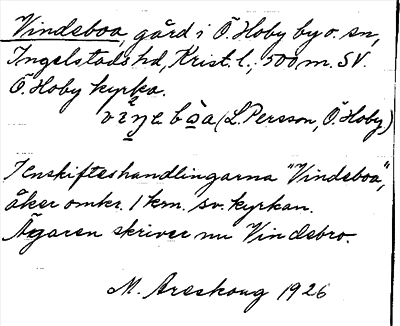 Vindeboa, gård i Ö. Hoby by o. sn,
Ingelstads hd, Krist. l.; 500 m. SV.
Ö. Hoby kyrka.
(L. Persson, Ö. Hoby)
I enskifteshandlingarna "Vindeboa",
åker omkr. 1 km. sv. kyrkan.
Ägaren skriver nu Vindebro.
M. Areskoug 1926